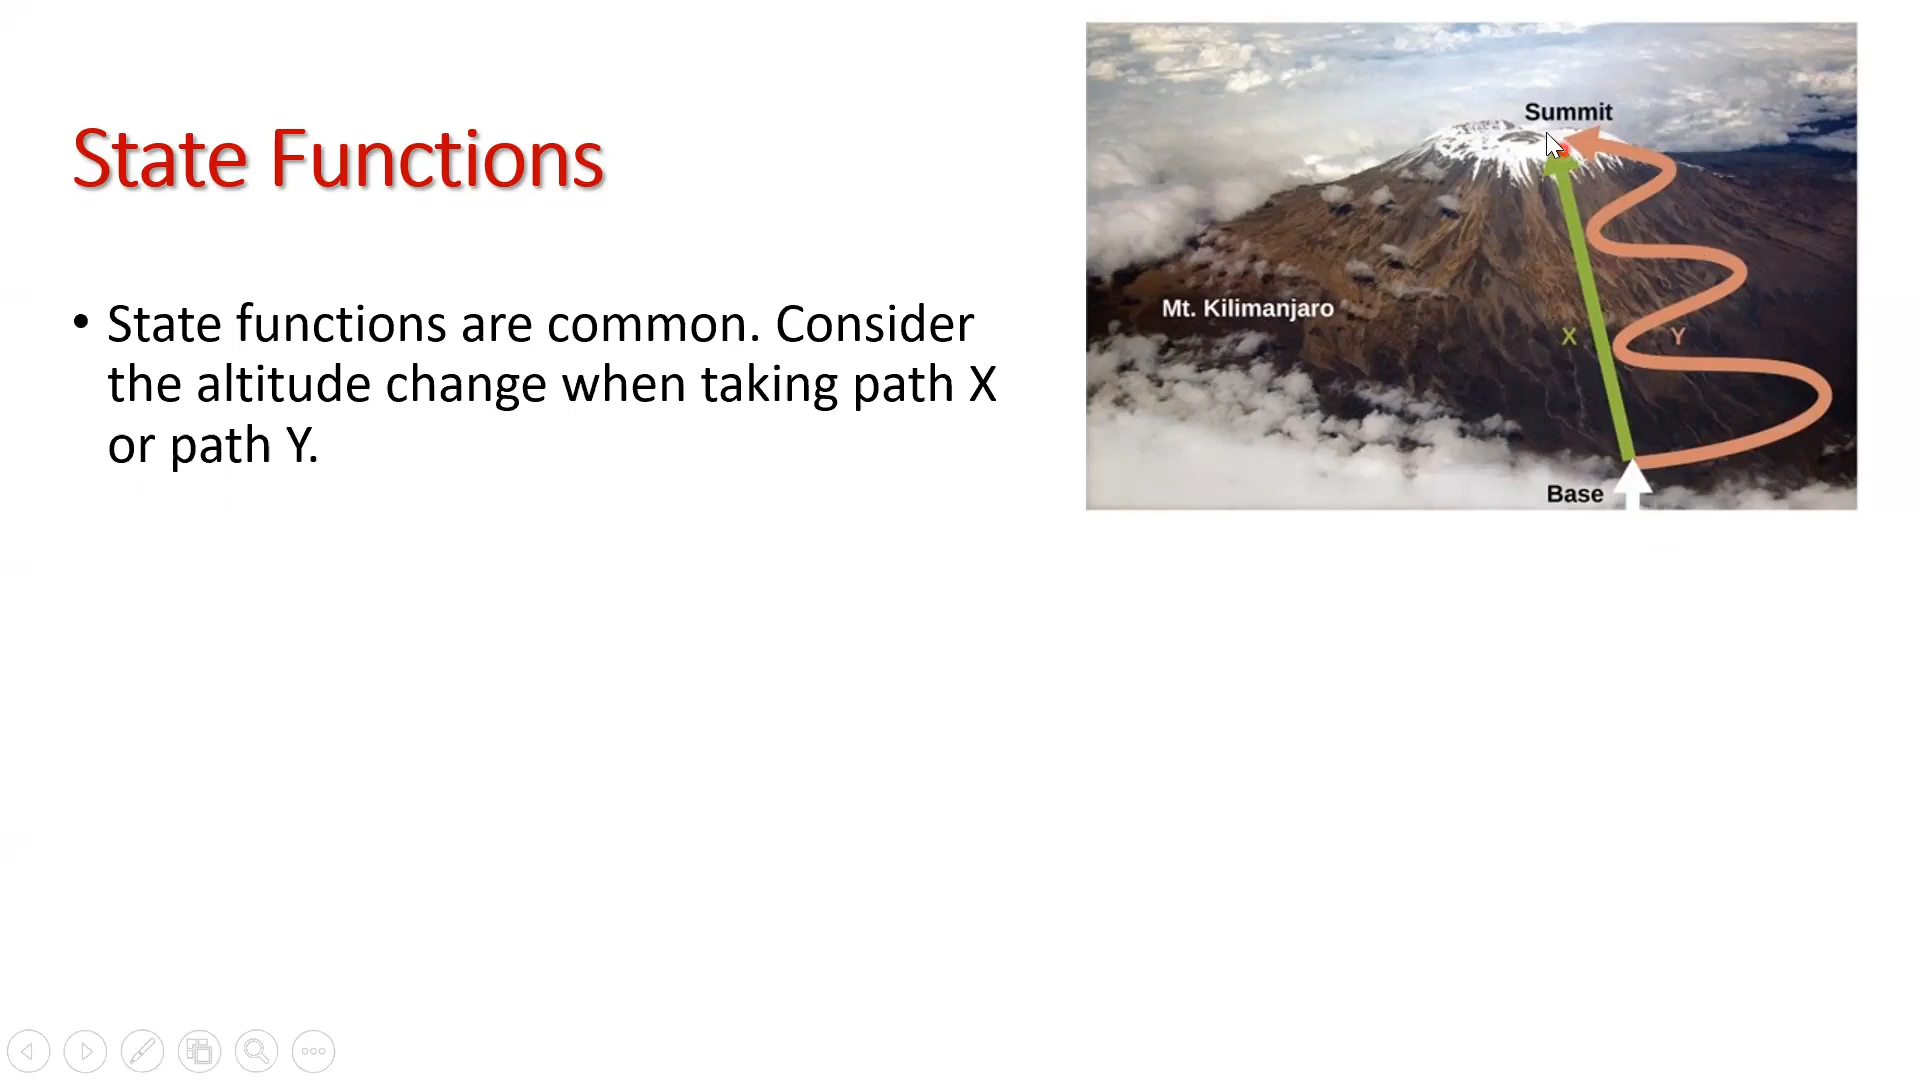 State Functions
• State functions are common. Consider
the altitude change when taking path X
or path Y.
Summit
Mt. Kilimanjaro
X
Y
Base